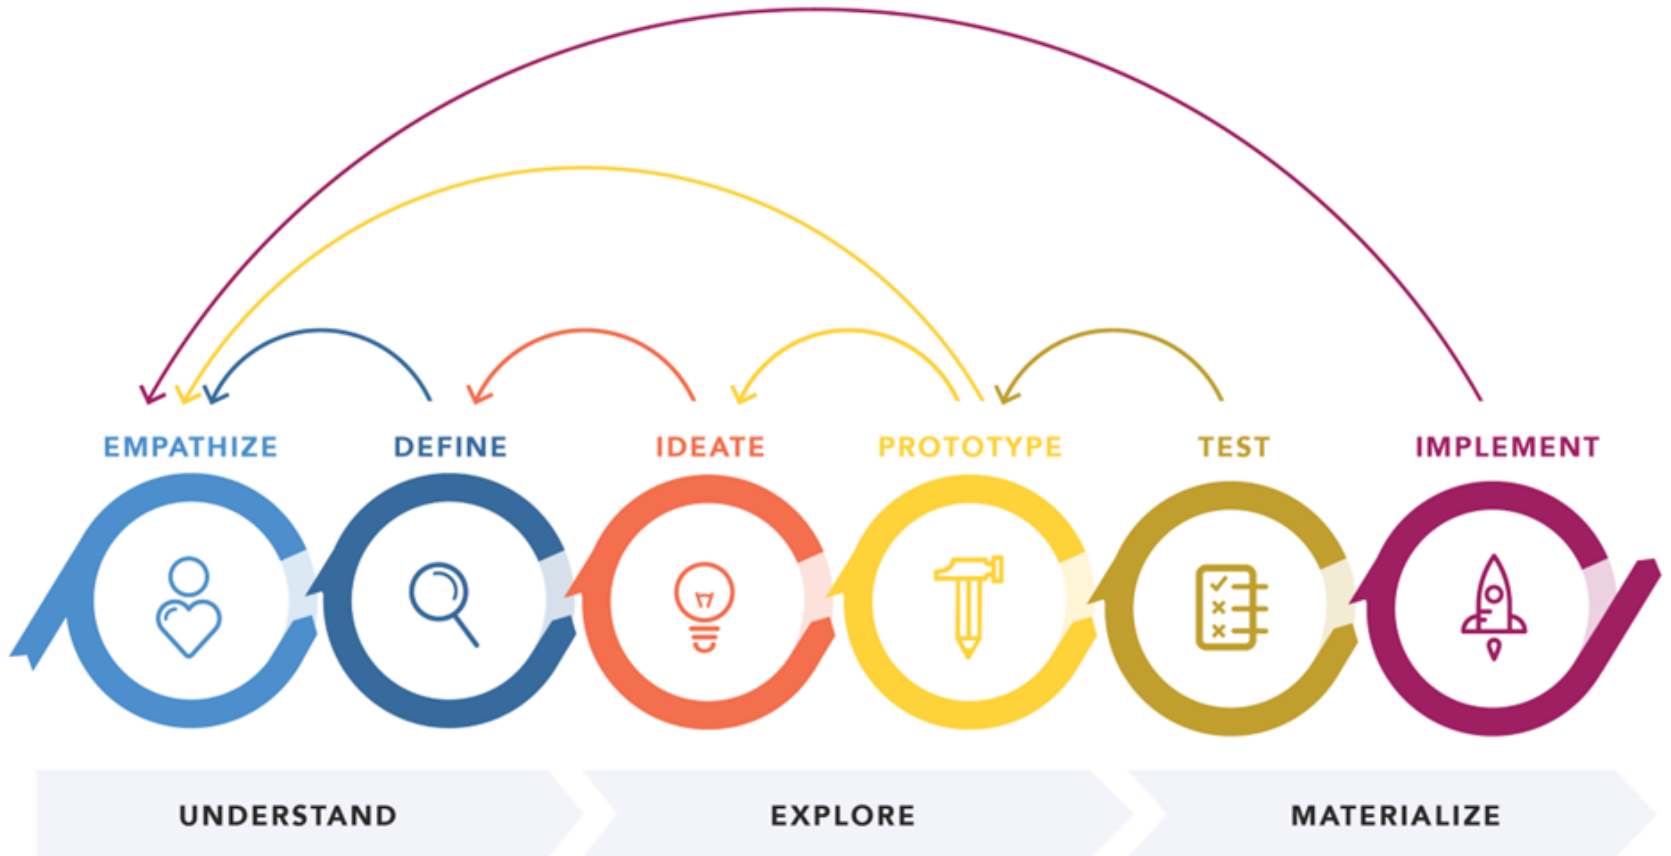 EMPATHIZE
DEFINE
IDEATE
PROTOTYPE
TEST
IMPLEMENT
UNDERSTAND
EXPLORE
MATERIALIZE